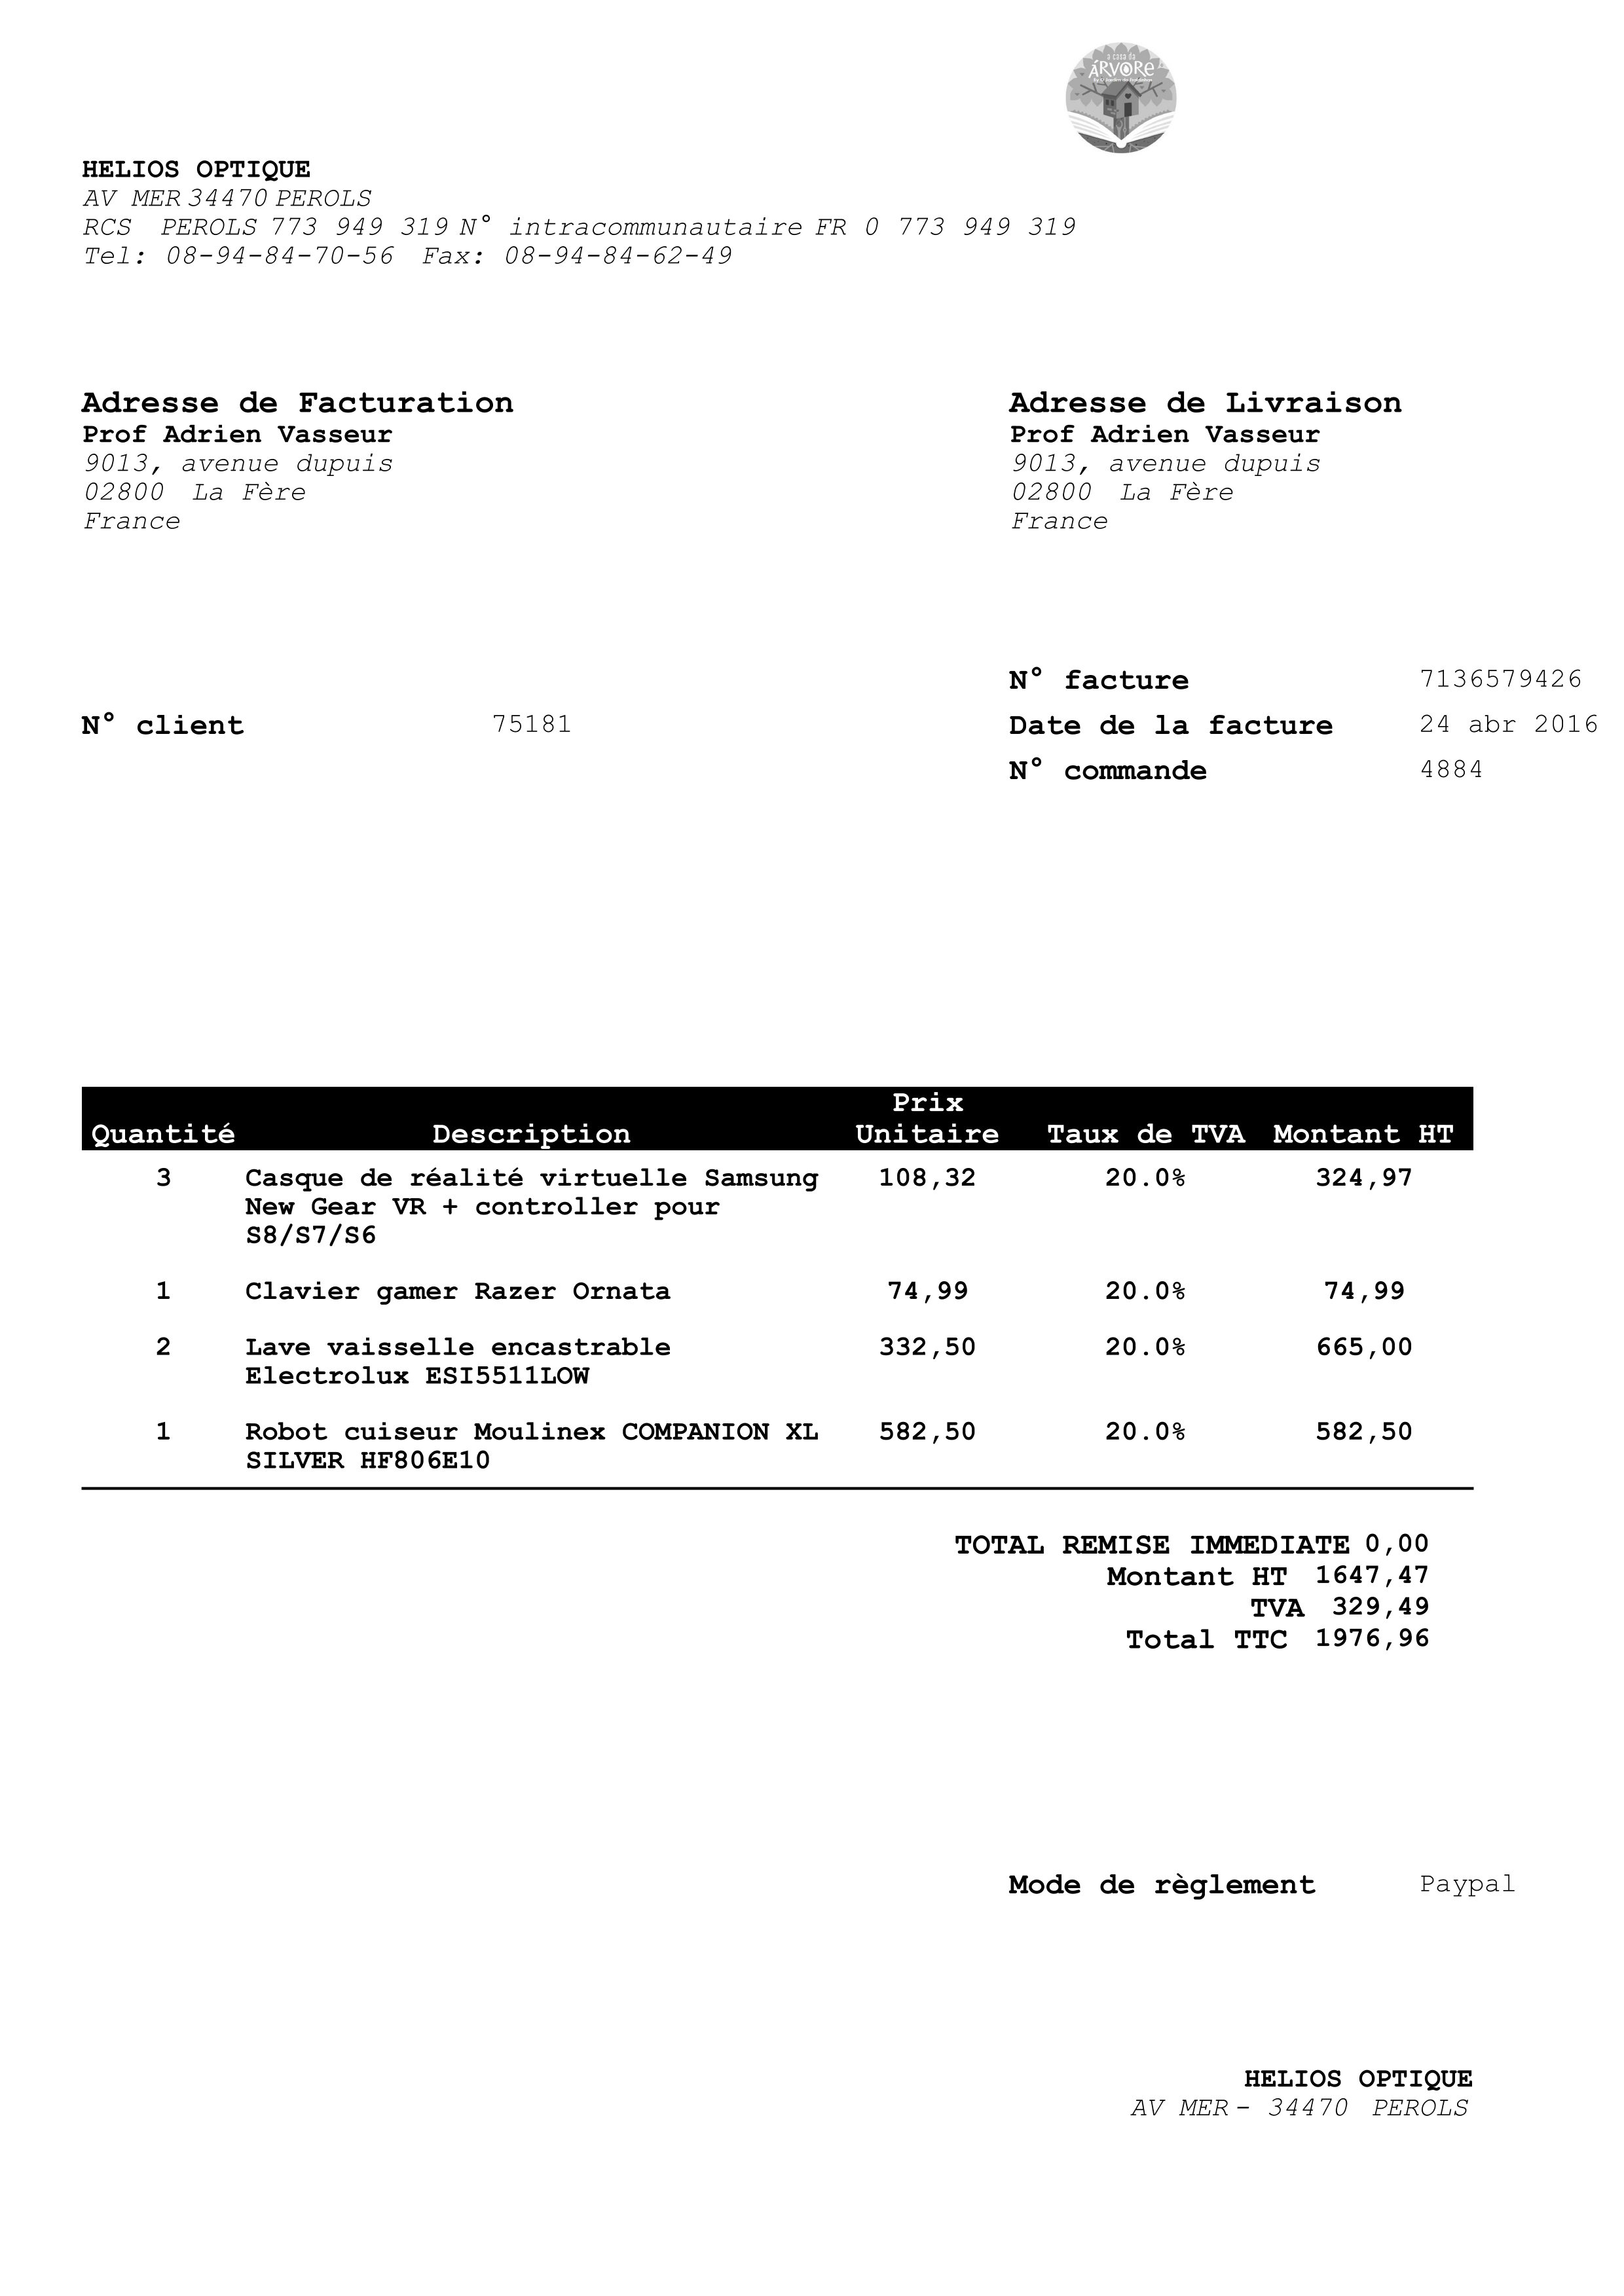 a casa da
ÁRVORe
HELIOS OPTIQUE
AV MER 34470 PEROLS
RCS PEROLS 773 949 319 N° intracommunautaire FR 0 773 949 319
Tel: 08-94-84-70-56 Fax: 08-94-84-62-49
Adresse de Facturation
Prof Adrien Vasseur
9013, avenue dupuis
02800 La Fère
France
Adresse de Livraison
Prof Adrien Vasseur
9013, avenue dupuis
02800 La Fère
France
N° client 75181
N° facture 7136579426
Date de la facture 24 abr 2016
N° commande 4884
Prix
Quantité Description Unitaire Taux de TVA Montant HT
3 Casque de réalité virtuelle Samsung 108,32 20.0% 324,97
New Gear VR + controller pour
S8/S7/S6
1 Clavier gamer Razer Ornata 74,99 20.0% 74,99
2 Lave vaisselle encastrable 332,50 20.0% 665,00
Electrolux ESI5511LOW
1 Robot cuiseur Moulinex COMPANION XL 582,50 20.0% 582,50
SILVER HF806E10
TOTAL REMISE IMMEDIATE 0,00
Montant HT 1647,47
TVA 329,49
Total TTC 1976,96
Mode de règlement Paypal
HELIOS OPTIQUE
AV MER - 34470 PEROLS